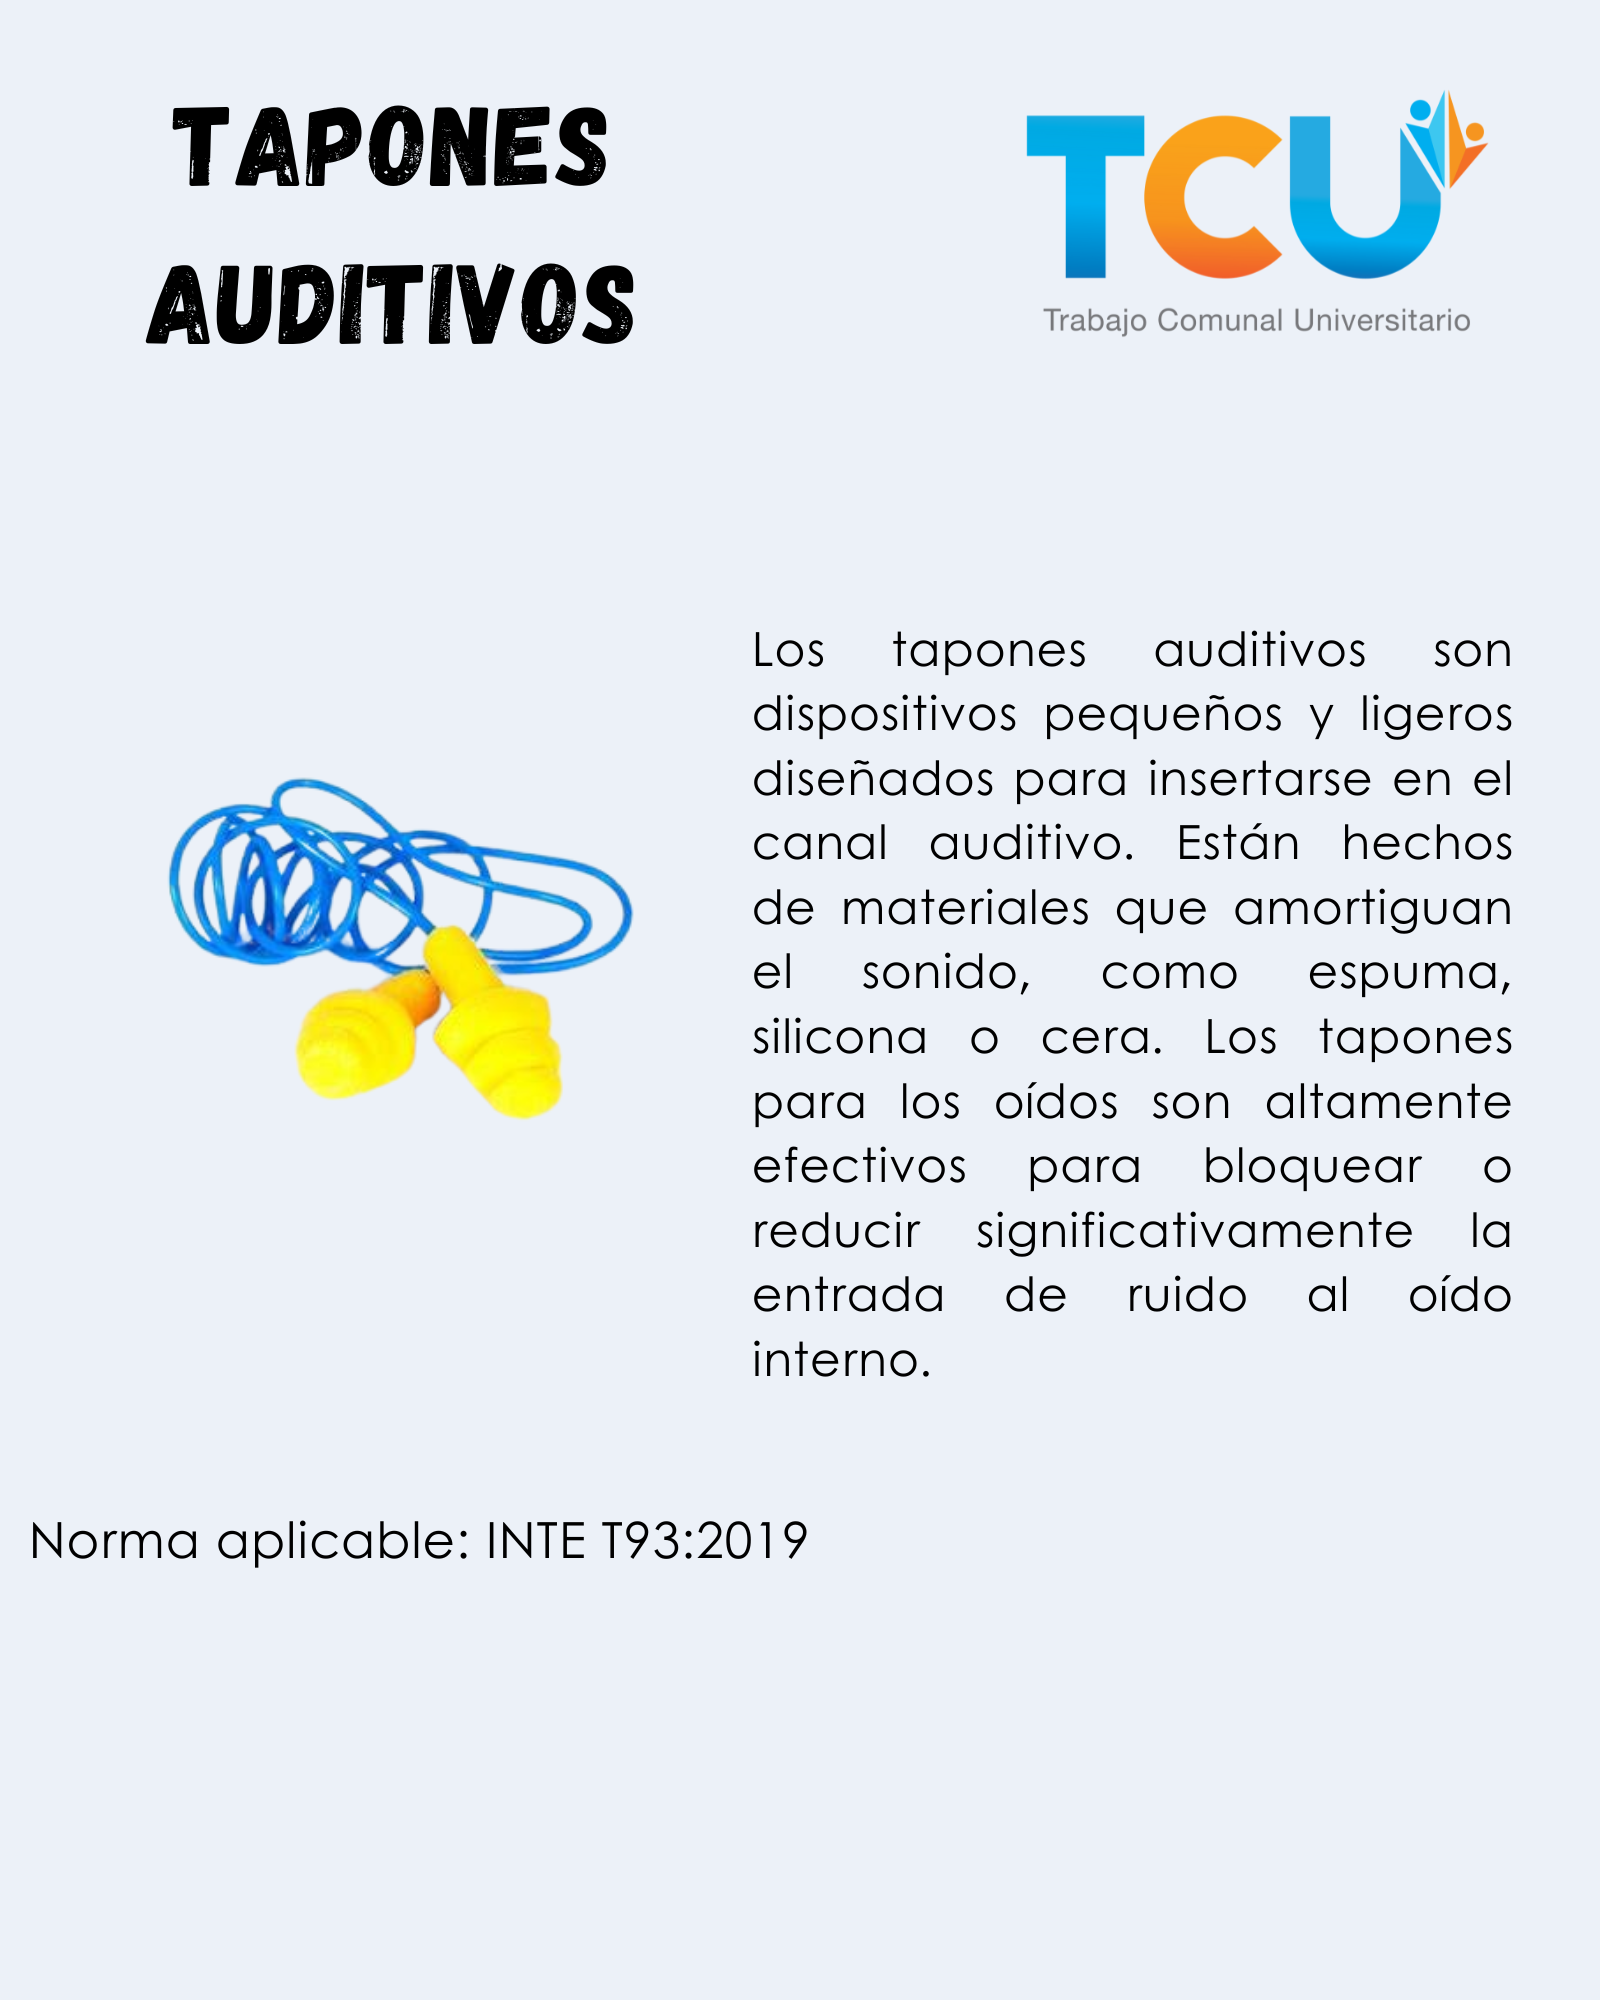 TAPONES
AUDITIVOS
TCU
Trabajo Comunal Universitario
Los tapones auditivos son
dispositivos pequeños y ligeros
diseñados para insertarse en el
canal auditivo. Están hechos
de materiales que amortiguan
el sonido, como espuma,
silicona o cera. Los tapones
para los oídos son altamente
efectivos para bloquear o
reducir significativamente la
entrada de ruido al oído
interno.
Norma aplicable: INTE T93:2019